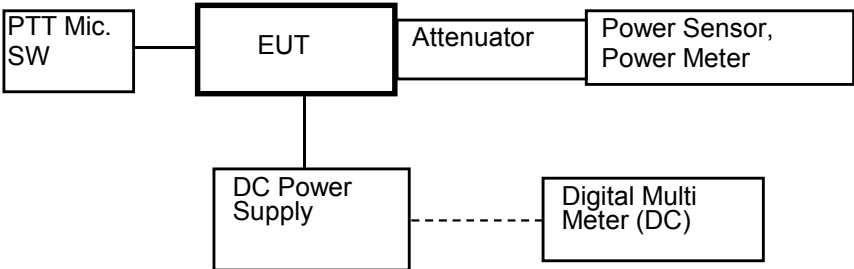 PTT Mic.
SW
EUT
Attenuator
Power Sensor,
Power Meter
DC Power
Supply
Digital Multi
Meter (DC)